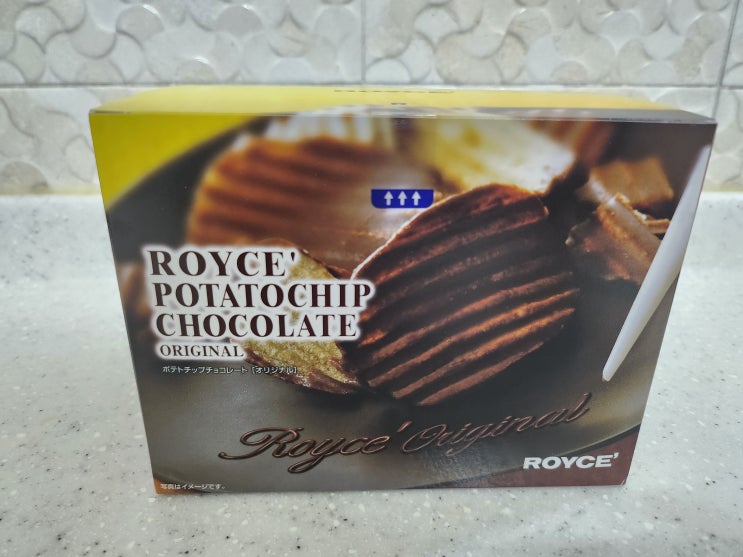 ROYCE'
POTATOCHIP
CHOCOLATE
ORIGINAL
ポテトチップチョコレート [オリジナル]
Royce' Original
ROYCE'
写真はイメージです。